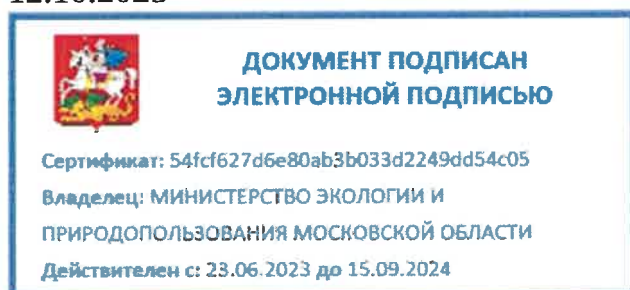 ДОКУМЕНТ ПОДПИСАН
ЭЛЕКТРОННОЙ ПОДПИСЬЮ
Сертификат: 54fcf627d6e80ab3b033d2249dd54c05
Владелец: МИНИСТЕРСТВО ЭКОЛОГИИ И
ПРИРОДОПОЛЬЗОВАНИЯ МОСКОВСКОЙ ОБЛАСТИ
Действителен с: 23.06.2023 до 15.09.2024